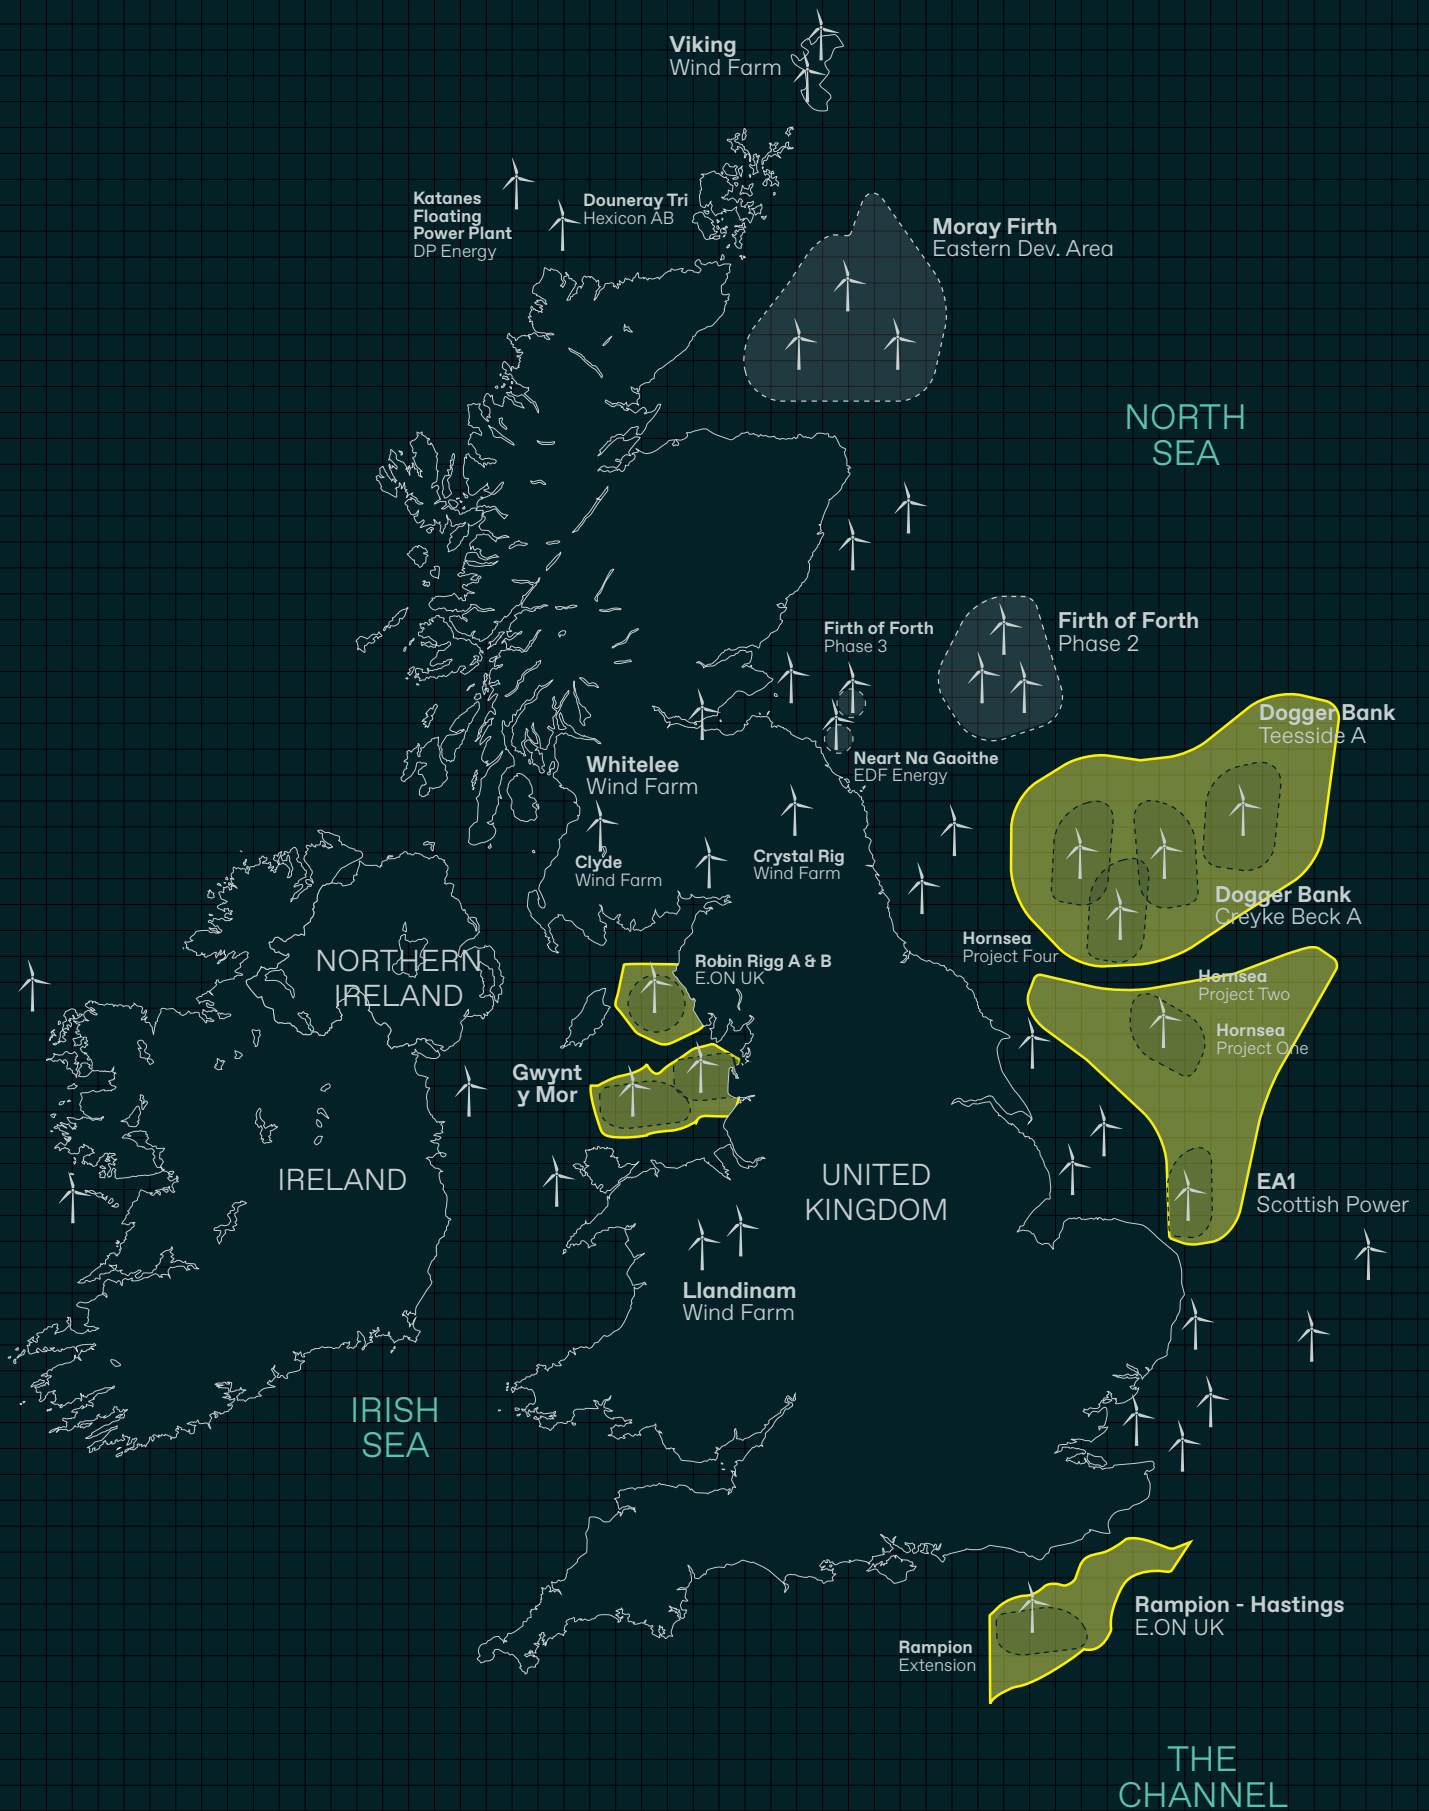 Viking
Wind Farm
Katanes
Floating
Power Plant
DP Energy
Douneray Tri
Hexicon AB
Moray Firth
Eastern Dev. Area
NORTH
SEA
Firth of Forth
Phase 3
Firth of Forth
Phase 2
Neart Na Gaoithe
EDF Energy
Dogger Bank
Teesside A
Whitelee
Wind Farm
Clyde
Wind Farm
Crystal Rig
Wind Farm
Dogger Bank
Creyke Beck A
Hornsea
Project Four
NORTHERN
IRELAND
Robin Rigg A & B
E.ON UK
Hornsea
Project Two
Hornsea
Project One
Gwynt
y Mor
IRELAND
UNITED
KINGDOM
EA1
Scottish Power
Llandinam
Wind Farm
IRISH
SEA
Rampion - Hastings
E.ON UK
Rampion
Extension
THE
CHANNEL